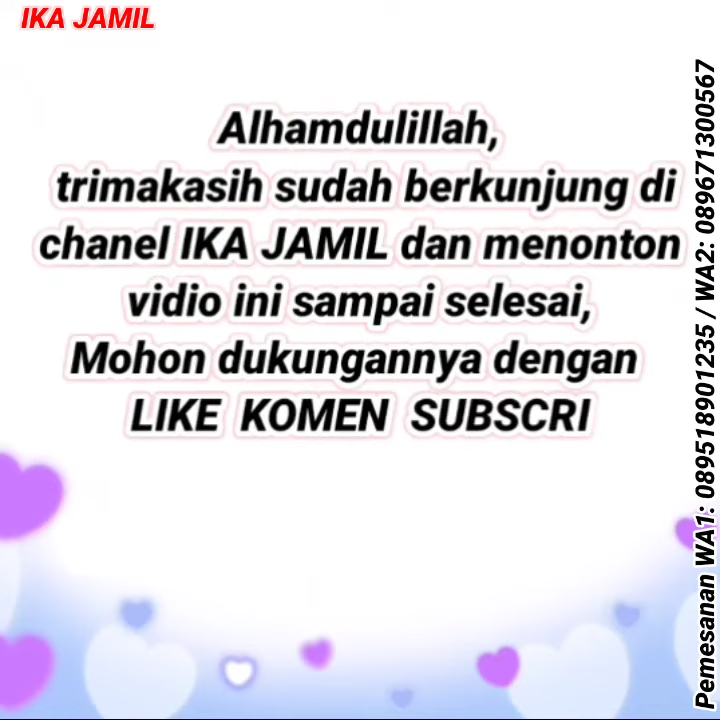 IKA JAMIL
Alhamdulillah,
trimakasih sudah berkunjung di
chanel IKA JAMIL dan menonton
vidio ini sampai selesai,
Mohon dukungannya dengan
LIKE KOMEN SUBSCRI
Pemesanan WA1: 089518901235 / WA2: 089671300567